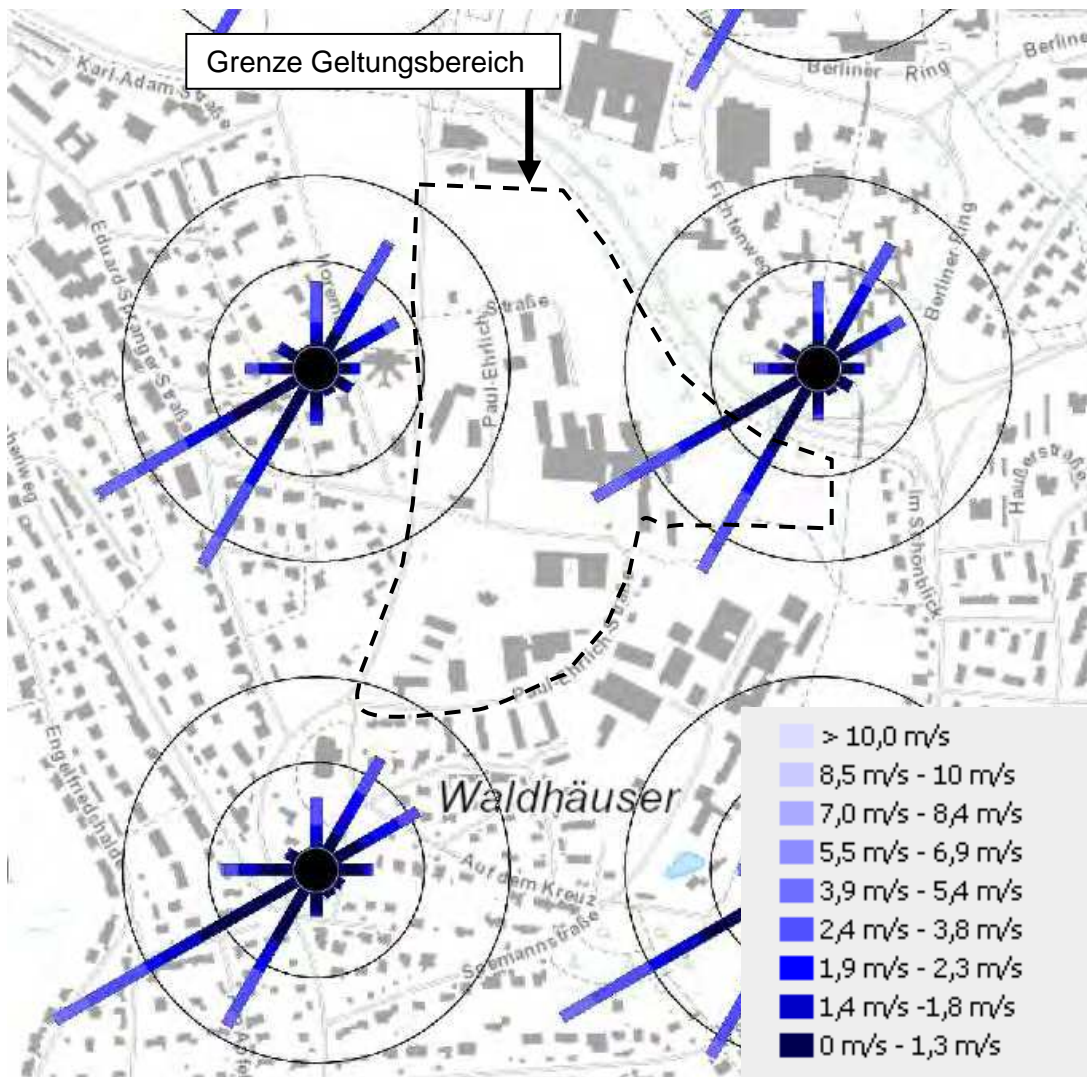 Grenze Geltungsbereich
Karl Adam Straße
Berliner Ring
Berliner
Eduard-Spranger-Straße
Fichtenweg
Berliner-Ring
Straße
Paul-Ehrlich
Haußerstraße
Im Schönblick
Paul-Ehrlich-Straße
Engelfriedshalde
Waldhäuser
Auf dem Kreuz
> 10,0 m/s
8,5 m/s - 10 m/s
7,0 m/s - 8,4 m/s
5,5 m/s - 6,9 m/s
3,9 m/s - 5,4 m/s
2,4 m/s - 3,8 m/s
1,9 m/s - 2,3 m/s
1,4 m/s -1,8 m/s
0 m/s - 1,3 m/s